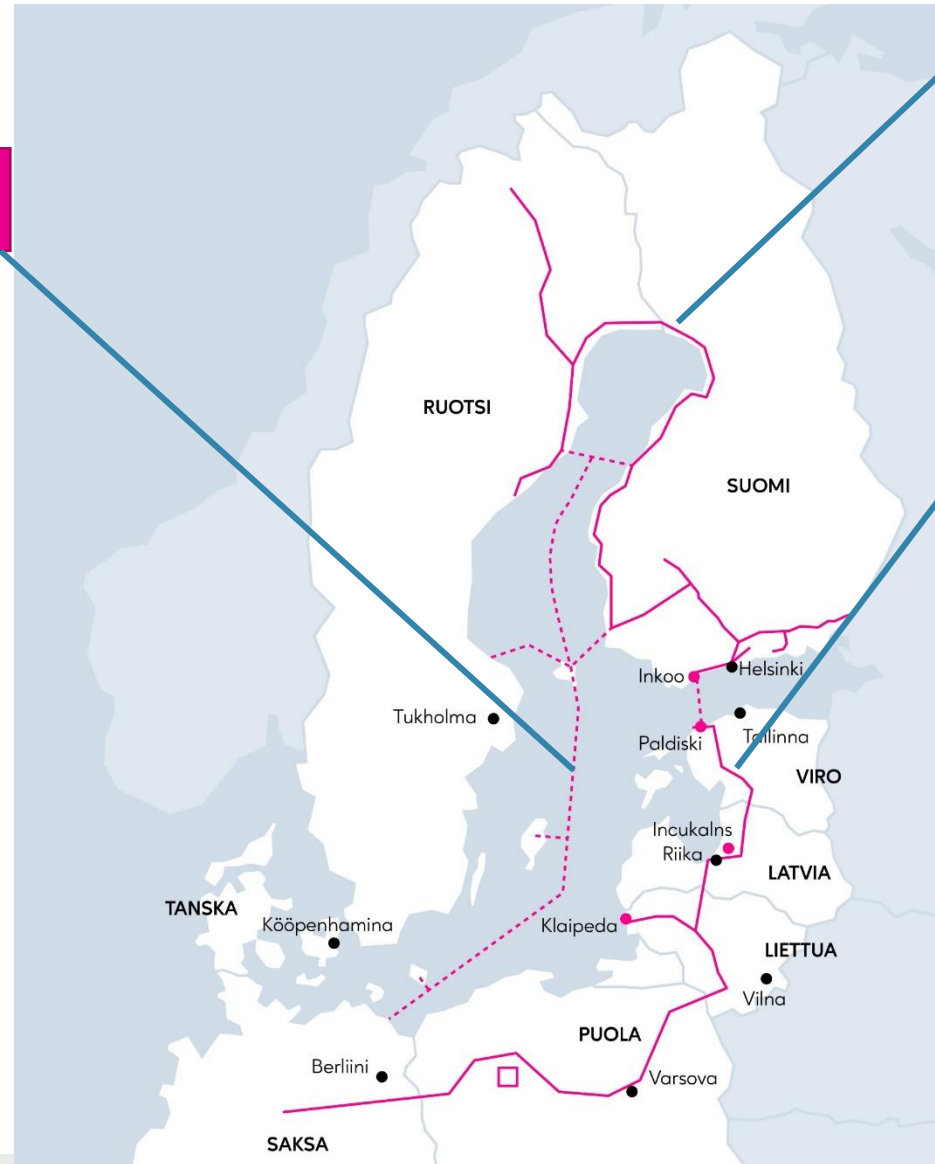 RUOTSI
SUOMI
Inkoo
Helsinki
Tukholma
Tallinna
Paldiski
VIRO
Incukalns
Riika
LATVIA
TANSKA
Kööpenhamina
Klaipeda
LIETTUA
Vilna
PUOLA
Berliini
Varsova
SAKSA